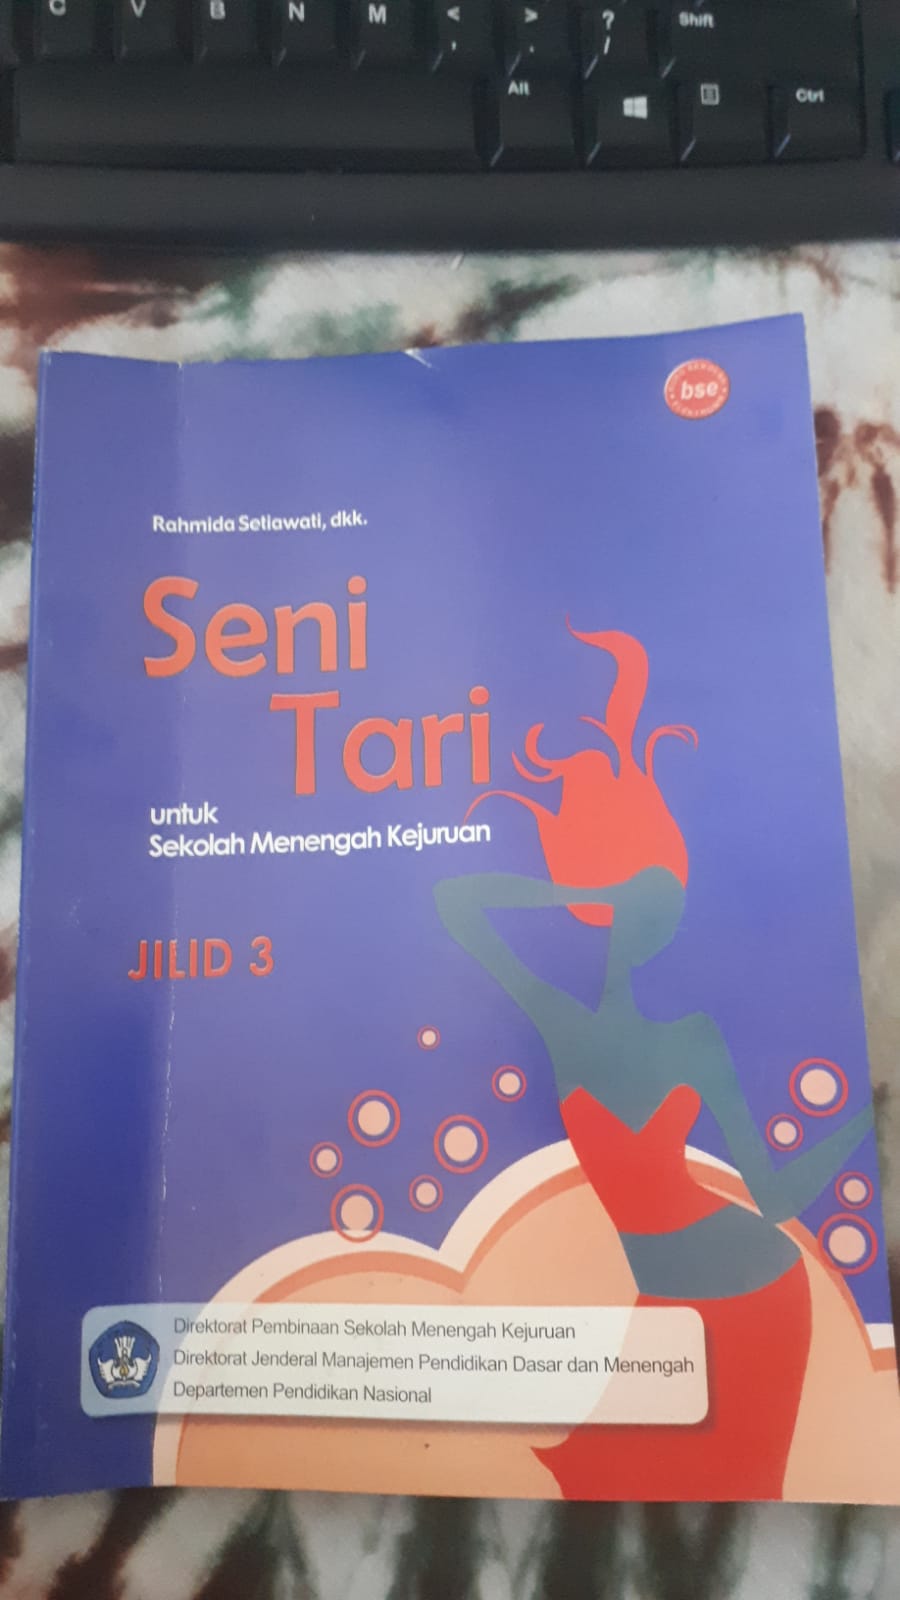 C V B N M < > ? Shift
, . /
Alt Ctrl
bse
Rahmida Setiawati, dkk.
Seni
Tari
untuk
Sekolah Menengah Kejuruan
JILID 3
Direktorat Pembinaan Sekolah Menengah Kejuruan
Direktorat Jenderal Manajemen Pendidikan Dasar dan Menengah
Departemen Pendidikan Nasional